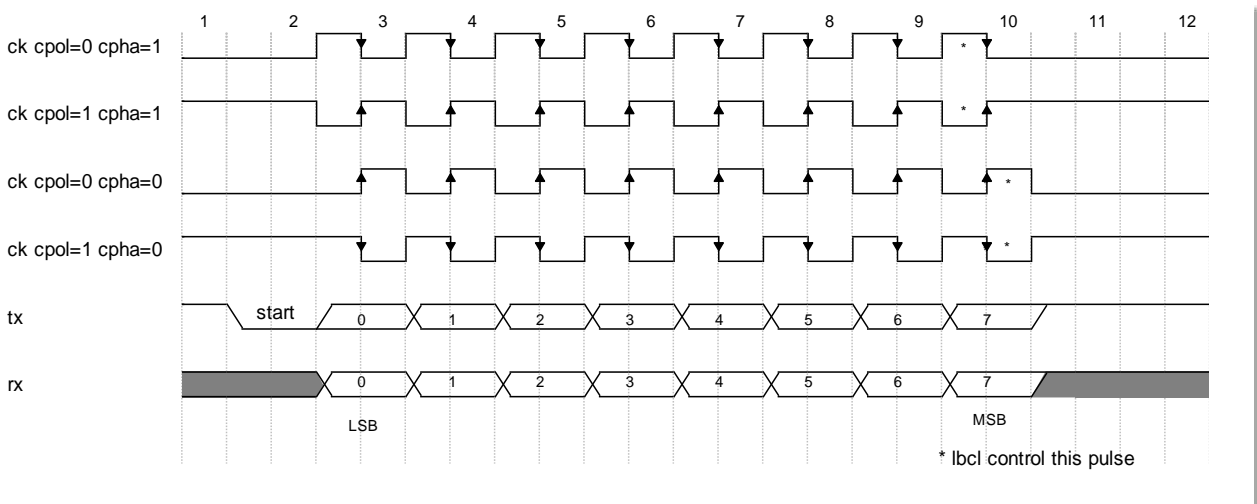 1 2 3 4 5 6 7 8 9 10 11 12
ck cpol=0 cpha=1 *
ck cpol=1 cpha=1 *
ck cpol=0 cpha=0 *
ck cpol=1 cpha=0 *
tx start 0 1 2 3 4 5 6 7
rx 0 1 2 3 4 5 6 7
LSB MSB
* lbcl control this pulse